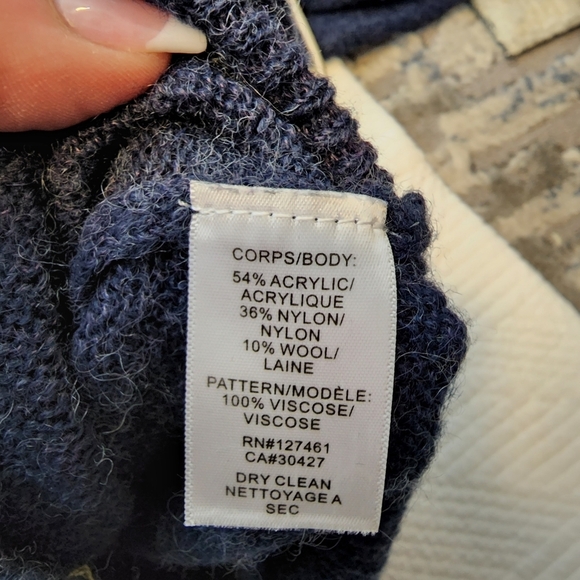 CORPS/BODY:
54% ACRYLIC/
ACRYLIQUE
36% NYLON/
NYLON
10% WOOL/
LAINE
PATTERN/MODÈLE:
100% VISCOSE/
VISCOSE
RN#127461
CA#30427
DRY CLEAN
NETTOYAGE A
SEC